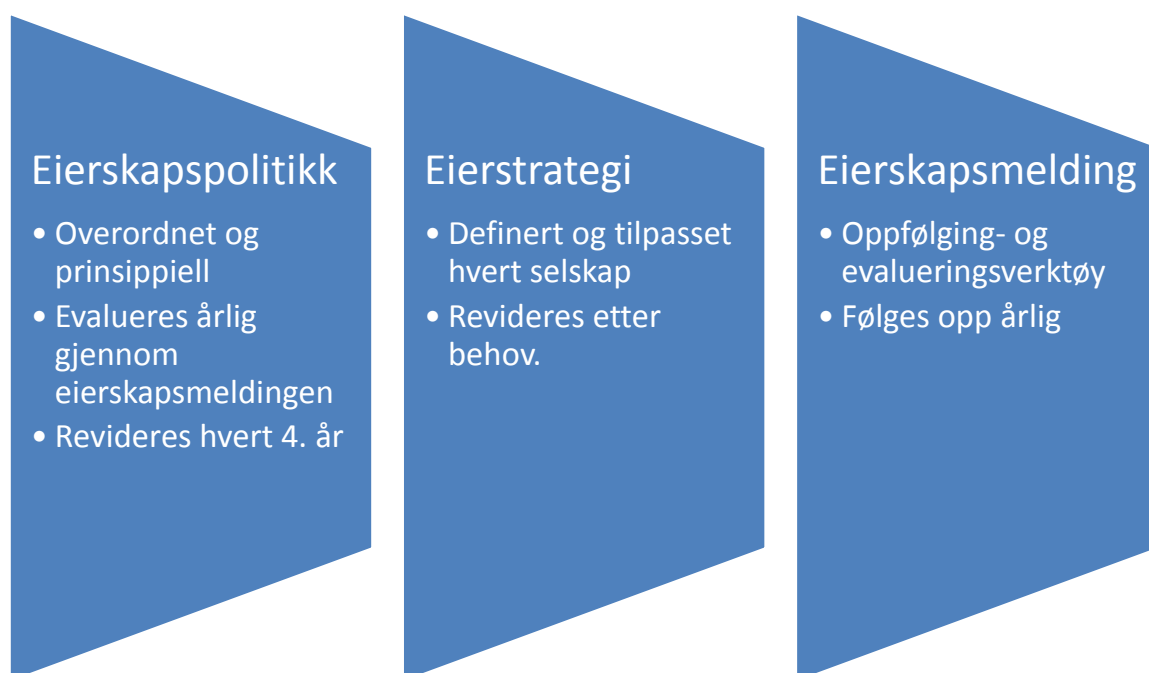 Eierskapspolitikk
• Overordnet og
prinsippiell
• Evalueres årlig
gjennom
eierskapsmeldingen
• Revideres hvert 4. år
Eierstrategi
• Definert og tilpasset
hvert selskap
• Revideres etter
behov.
Eierskapsmelding
• Oppfølging- og
evalueringsverktøy
• Følges opp årlig